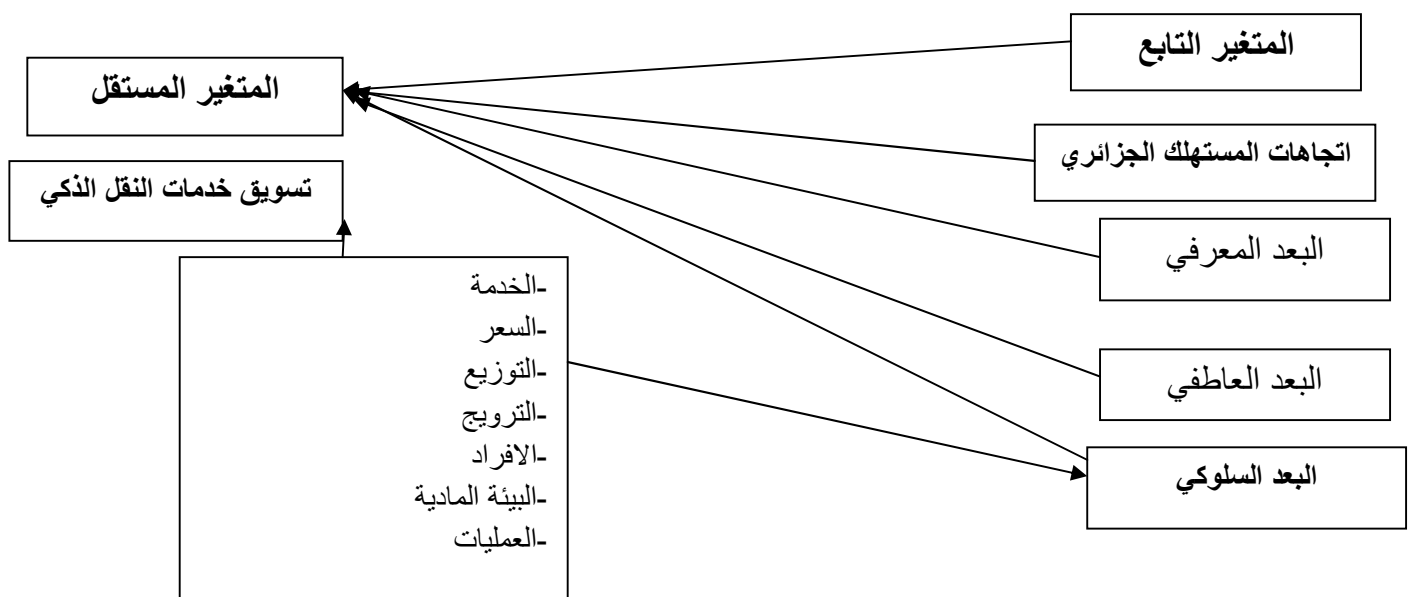 المتغير التابع
المتغير المستقل
اتجاهات المستهلك الجزائري
تسويق خدمات النقل الذكي
البعد المعرفي
-الخدمة
-السعر
-التوزيع
-الترويج
-الافراد
-البيئة المادية
-العمليات
البعد العاطفي
البعد السلوكي